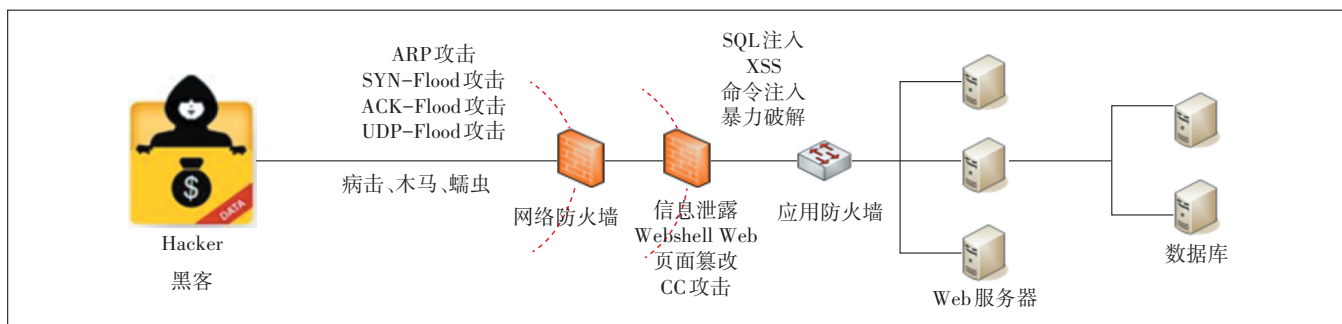 ARP攻击
SYN-Flood攻击
ACK-Flood攻击
UDP-Flood攻击
病击、木马、蠕虫
$
DATA
Hacker
黑客
网络防火墙
SQL注入
XSS
命令注入
暴力破解
信息泄露
Webshell Web
页面篡改
CC攻击
应用防火墙
Web服务器
数据库